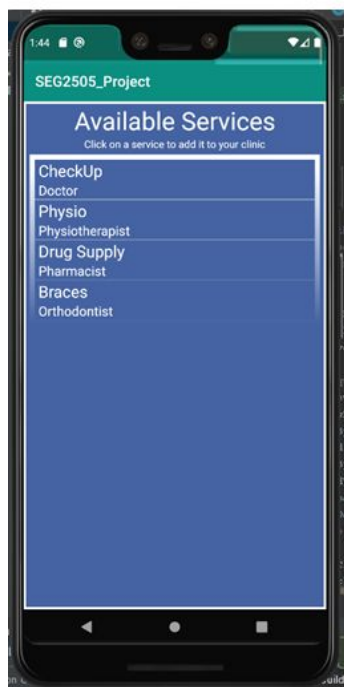 1:44
SEG2505_Project
Available Services
Click on a service to add it to your clinic
CheckUp
Doctor
Physio
Physiotherapist
Drug Supply
Pharmacist
Braces
Orthodontist